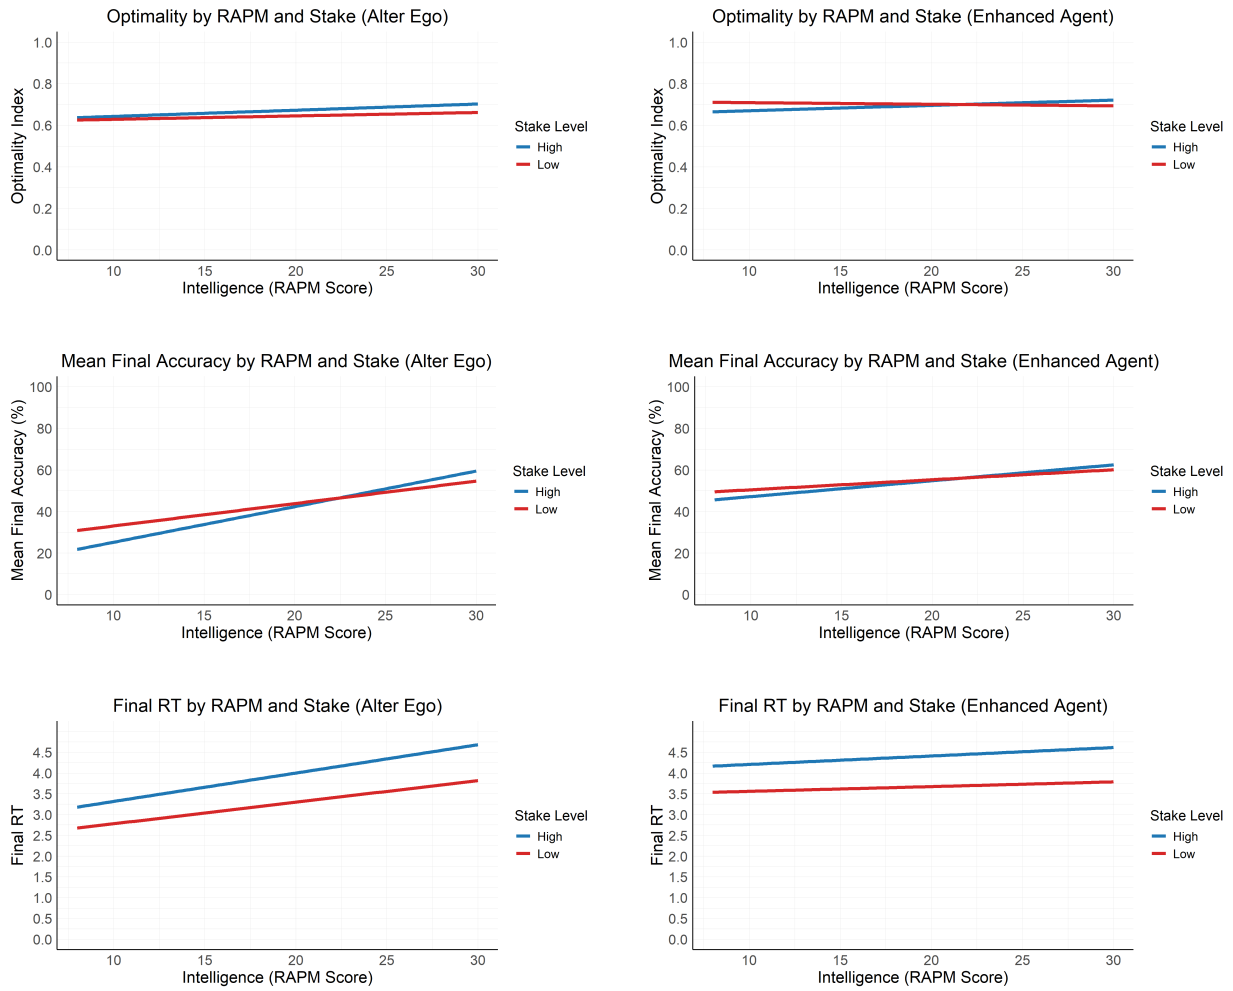 Optimality by RAPM and Stake (Alter Ego)
Optimality Index
1.0
0.8
0.6
0.4
0.2
0.0
10 15 20 25 30
Intelligence (RAPM Score)
Stake Level
High
Low
Optimality by RAPM and Stake (Enhanced Agent)
Optimality Index
1.0
0.8
0.6
0.4
0.2
0.0
10 15 20 25 30
Intelligence (RAPM Score)
Stake Level
High
Low
Mean Final Accuracy by RAPM and Stake (Alter Ego)
Mean Final Accuracy (%)
100
80
60
40
20
0
10 15 20 25 30
Intelligence (RAPM Score)
Stake Level
High
Low
Mean Final Accuracy by RAPM and Stake (Enhanced Agent)
Mean Final Accuracy (%)
100
80
60
40
20
0
10 15 20 25 30
Intelligence (RAPM Score)
Stake Level
High
Low
Final RT by RAPM and Stake (Alter Ego)
Final RT
4.5
4.0
3.5
3.0
2.5
2.0
1.5
1.0
0.5
0.0
10 15 20 25 30
Intelligence (RAPM Score)
Stake Level
High
Low
Final RT by RAPM and Stake (Enhanced Agent)
Final RT
4.5
4.0
3.5
3.0
2.5
2.0
1.5
1.0
0.5
0.0
10 15 20 25 30
Intelligence (RAPM Score)
Stake Level
High
Low